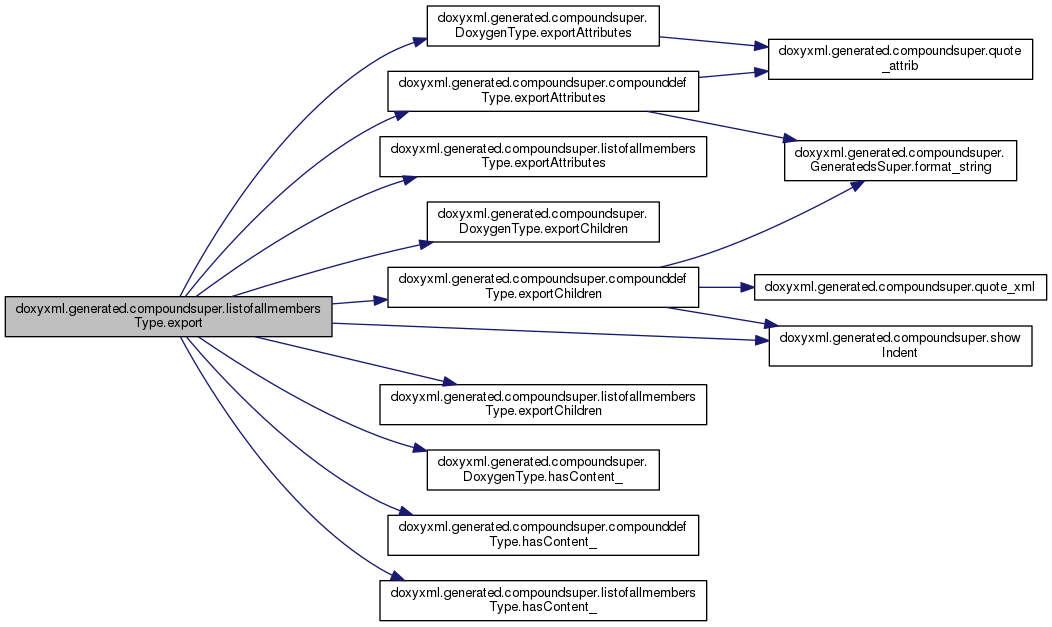 doxyxml.generated.compoundsuper.
DoxygenType.exportAttributes
doxyxml.generated.compoundsuper.quote
_attrib
doxyxml.generated.compoundsuper.compounddef
Type.exportAttributes
doxyxml.generated.compoundsuper.listofallmembers
Type.exportAttributes
doxyxml.generated.compoundsuper.
GeneratedsSuper.format_string
doxyxml.generated.compoundsuper.
DoxygenType.exportChildren
doxyxml.generated.compoundsuper.compounddef
Type.exportChildren
doxyxml.generated.compoundsuper.quote_xml
doxyxml.generated.compoundsuper.listofallmembers
Type.export
doxyxml.generated.compoundsuper.show
Indent
doxyxml.generated.compoundsuper.listofallmembers
Type.exportChildren
doxyxml.generated.compoundsuper.
DoxygenType.hasContent_
doxyxml.generated.compoundsuper.compounddef
Type.hasContent_
doxyxml.generated.compoundsuper.listofallmembers
Type.hasContent_